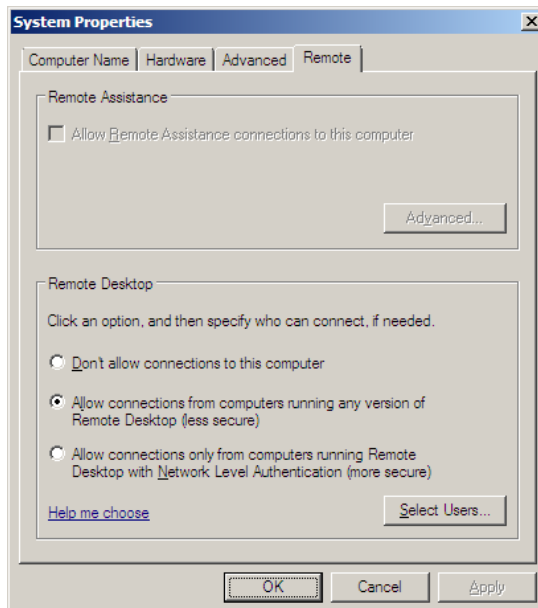 System Properties
Computer Name
Hardware
Advanced
Remote
Remote Assistance
Allow Remote Assistance connections to this computer
Advanced...
Remote Desktop
Click an option, and then specify who can connect, if needed.
Don't allow connections to this computer
Allow connections from computers running any version of
Remote Desktop (less secure)
Allow connections only from computers running Remote
Desktop with Network Level Authentication (more secure)
Help me choose
Select Users...
OK
Cancel
Apply